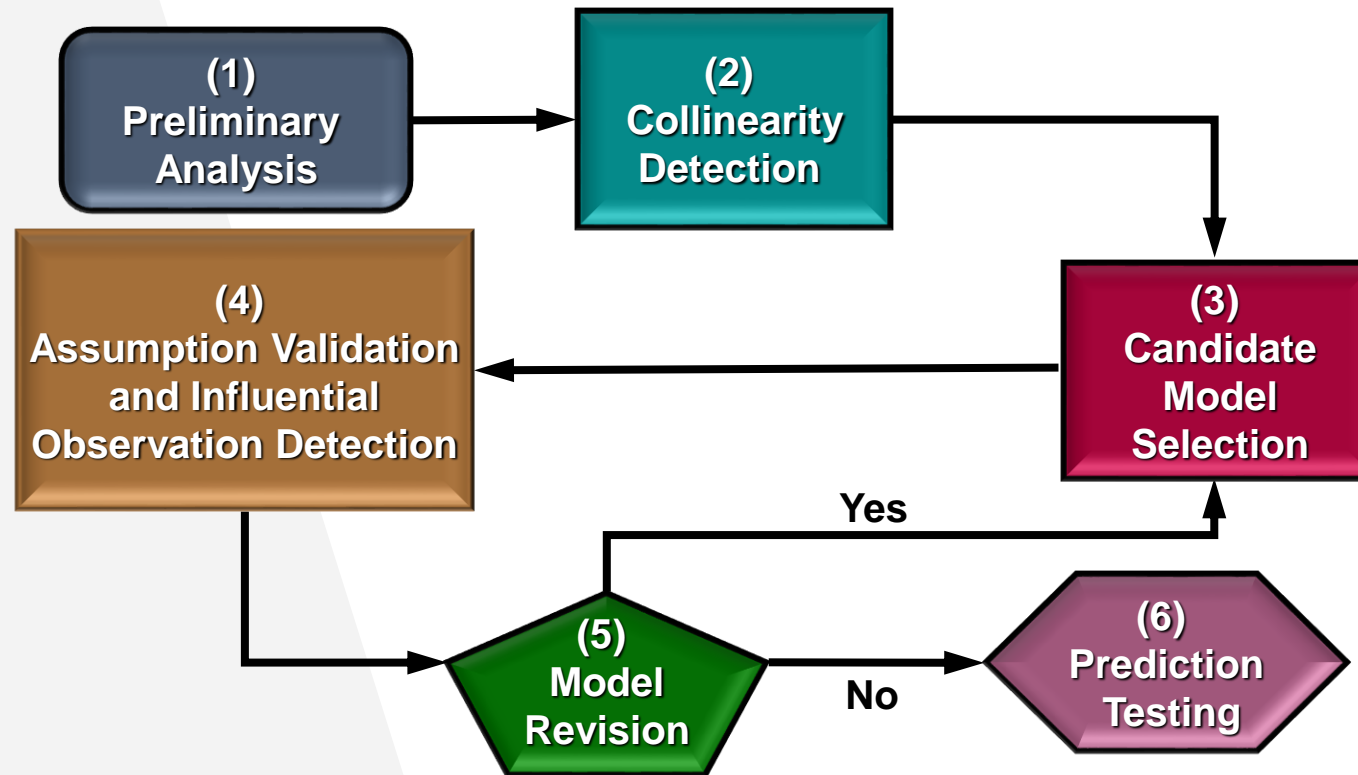 (1)
Preliminary
Analysis
(2)
Collinearity
Detection
(3)
Candidate
Model
Selection
(4)
Assumption Validation
and Influential
Observation Detection
Yes
(5)
Model
Revision
No
(6)
Prediction
Testing